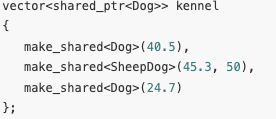 vector<shared_ptr<Dog>> kennel
{
   make_shared<Dog>(40.5),
   make_shared<SheepDog>(45.3, 50),
   make_shared<Dog>(24.7)
};